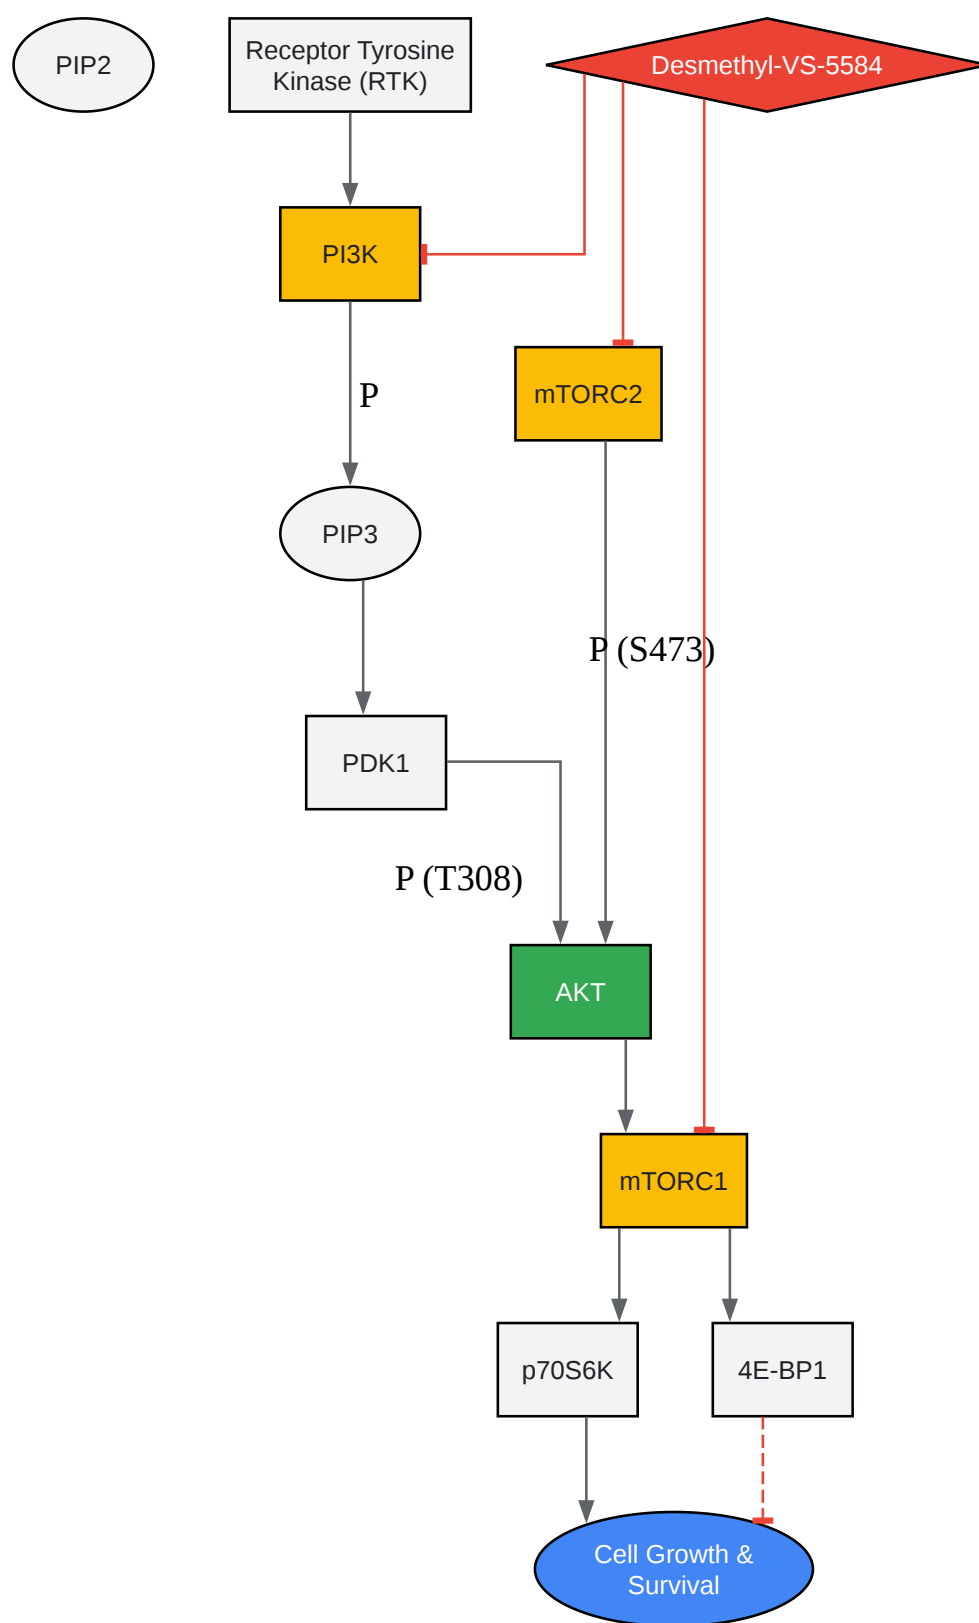 PIP2
Receptor Tyrosine
Kinase (RTK)
Desmethyl-VS-5584
PI3K
P
mTORC2
PIP3
P (S473)
PDK1
P (T308)
AKT
mTORC1
p70S6K
4E-BP1
Cell Growth &
Survival